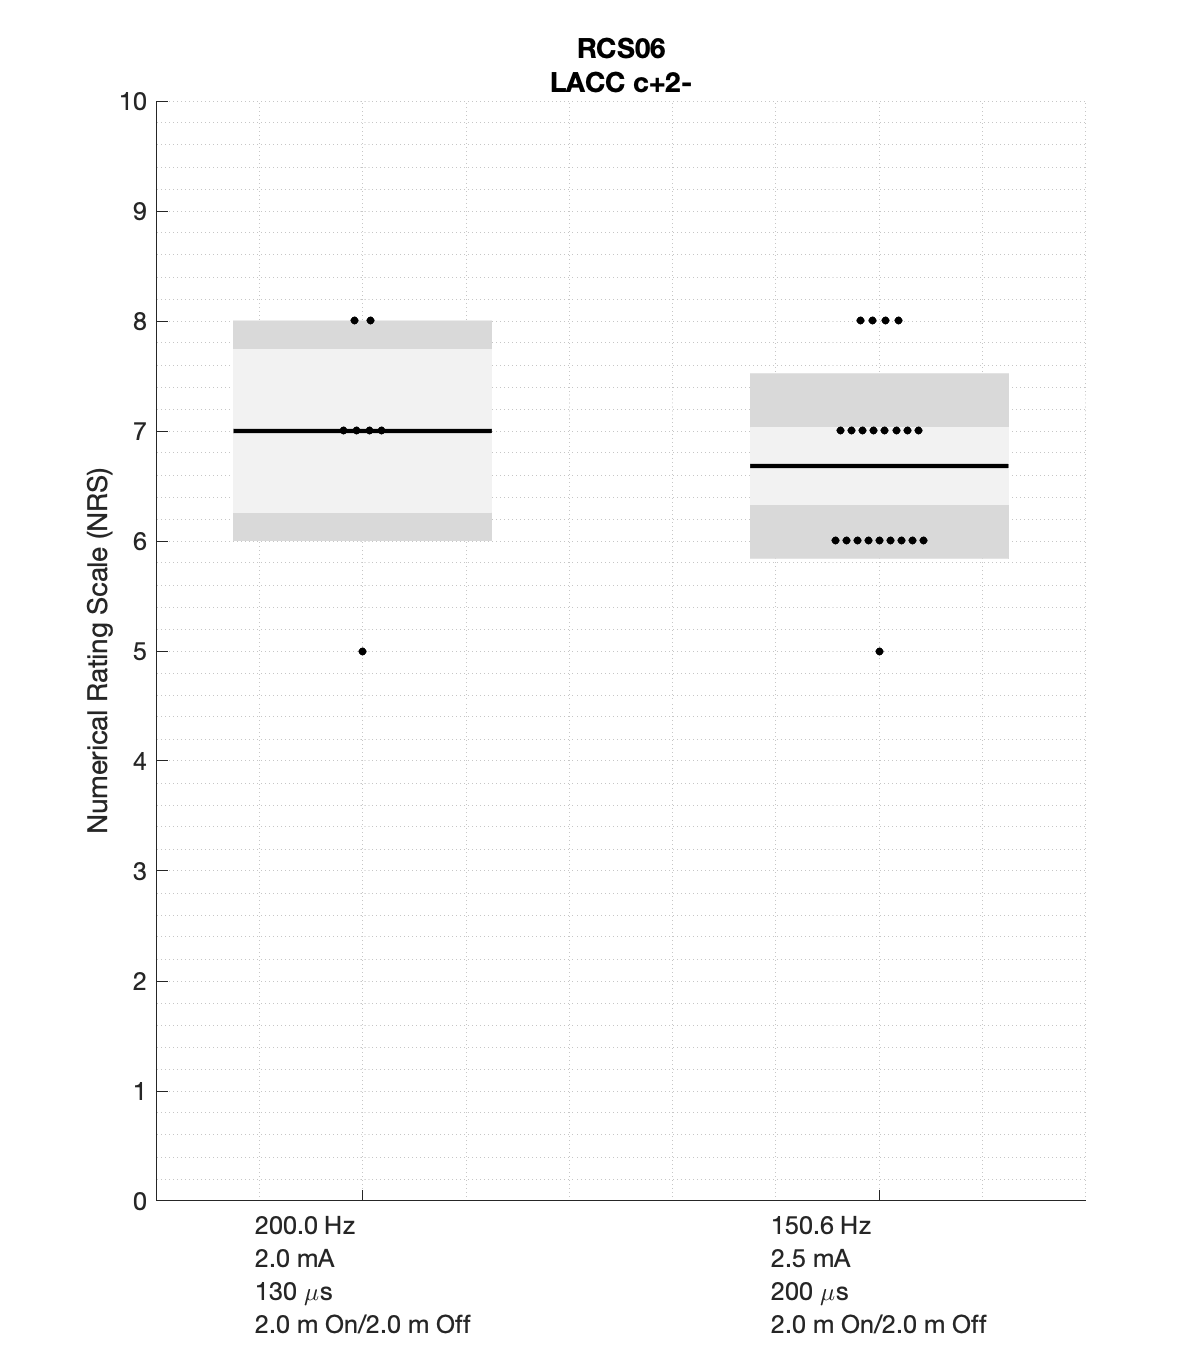 RCS06
LACC c+2-
10
9
8
7
6
5
4
3
2
1
0
Numerical Rating Scale (NRS)
200.0 Hz
2.0 mA
130 μs
2.0 m On/2.0 m Off
150.6 Hz
2.5 mA
200 μs
2.0 m On/2.0 m Off